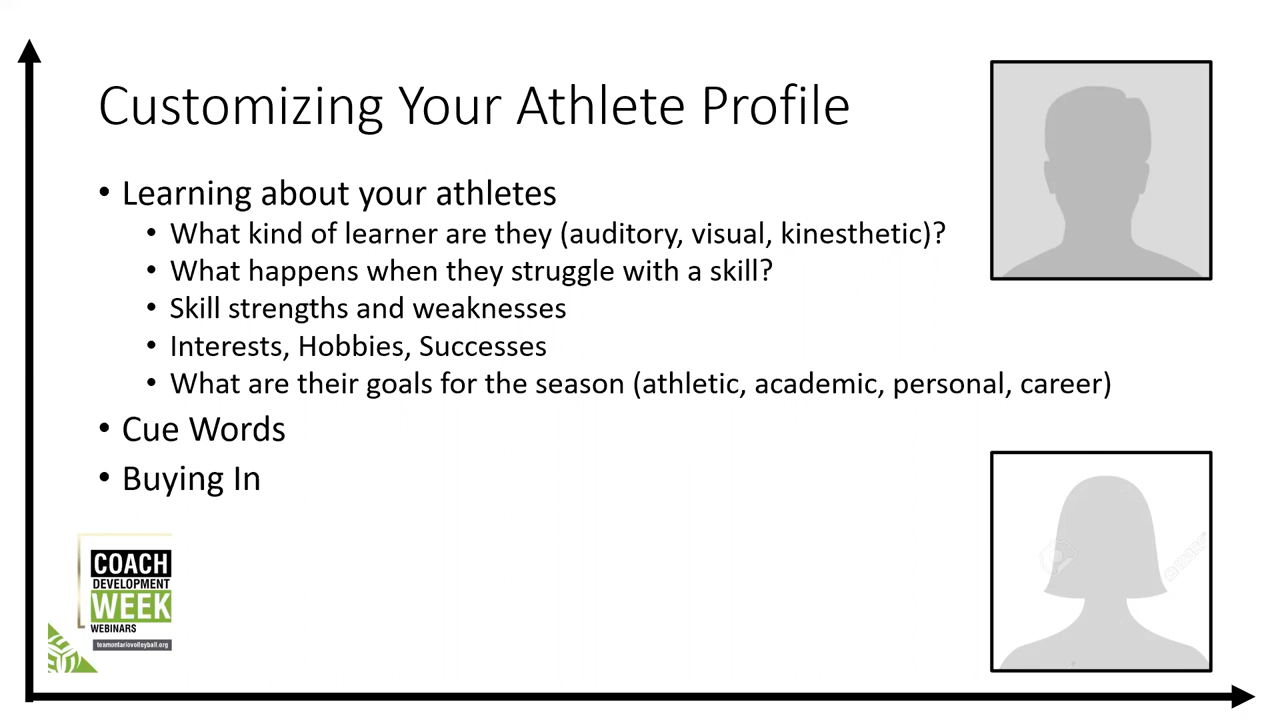 Customizing Your Athlete Profile
• Learning about your athletes
• What kind of learner are they (auditory, visual, kinesthetic)?
• What happens when they struggle with a skill?
• Skill strengths and weaknesses
• Interests, Hobbies, Successes
• What are their goals for the season (athletic, academic, personal, career)
• Cue Words
• Buying In
COACH
DEVELOPMENT
WEEK
WEBINARS
teamontariovolleyball.org